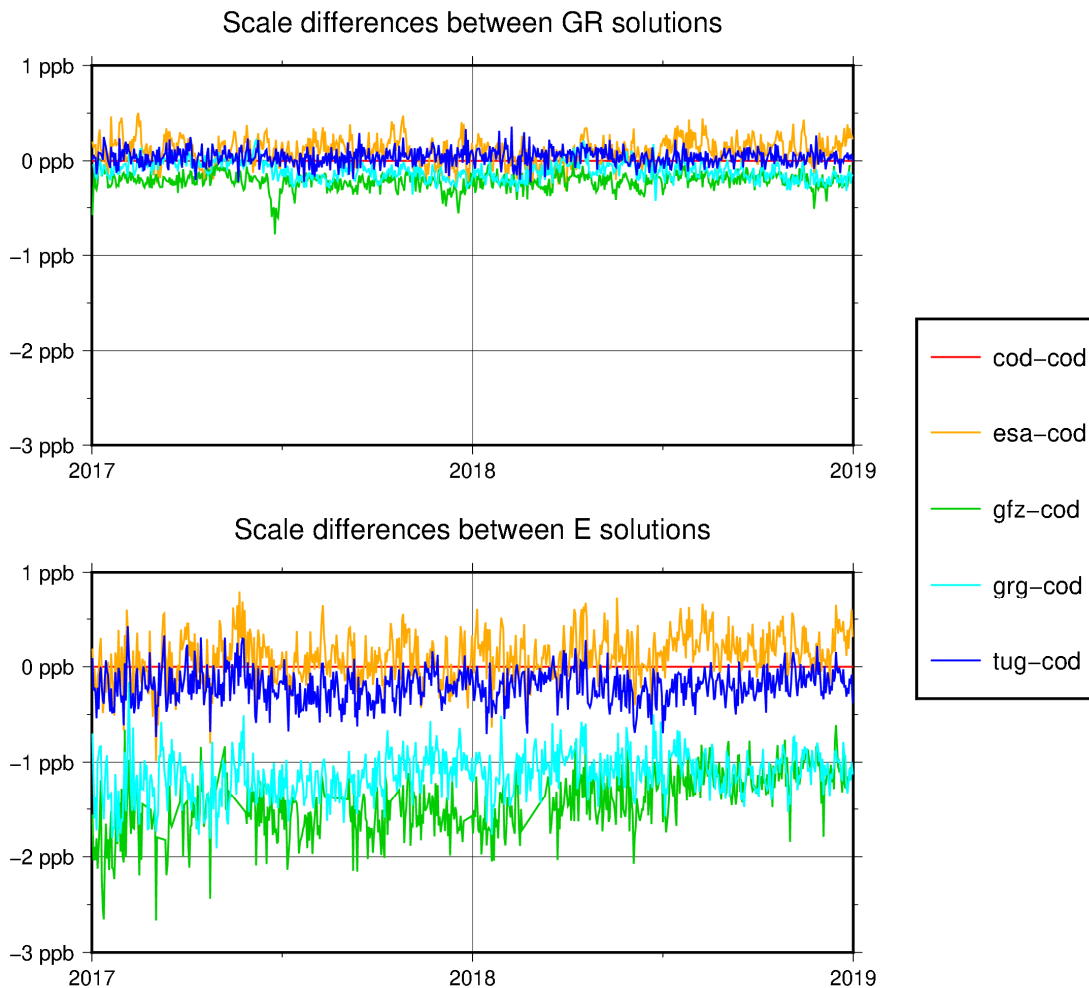 Scale differences between GR solutions
1 ppb
0 ppb
−1 ppb
−2 ppb
−3 ppb
2017 2018 2019
Scale differences between E solutions
1 ppb
0 ppb
−1 ppb
−2 ppb
−3 ppb
2017 2018 2019
cod−cod
esa−cod
gfz−cod
grg−cod
tug−cod